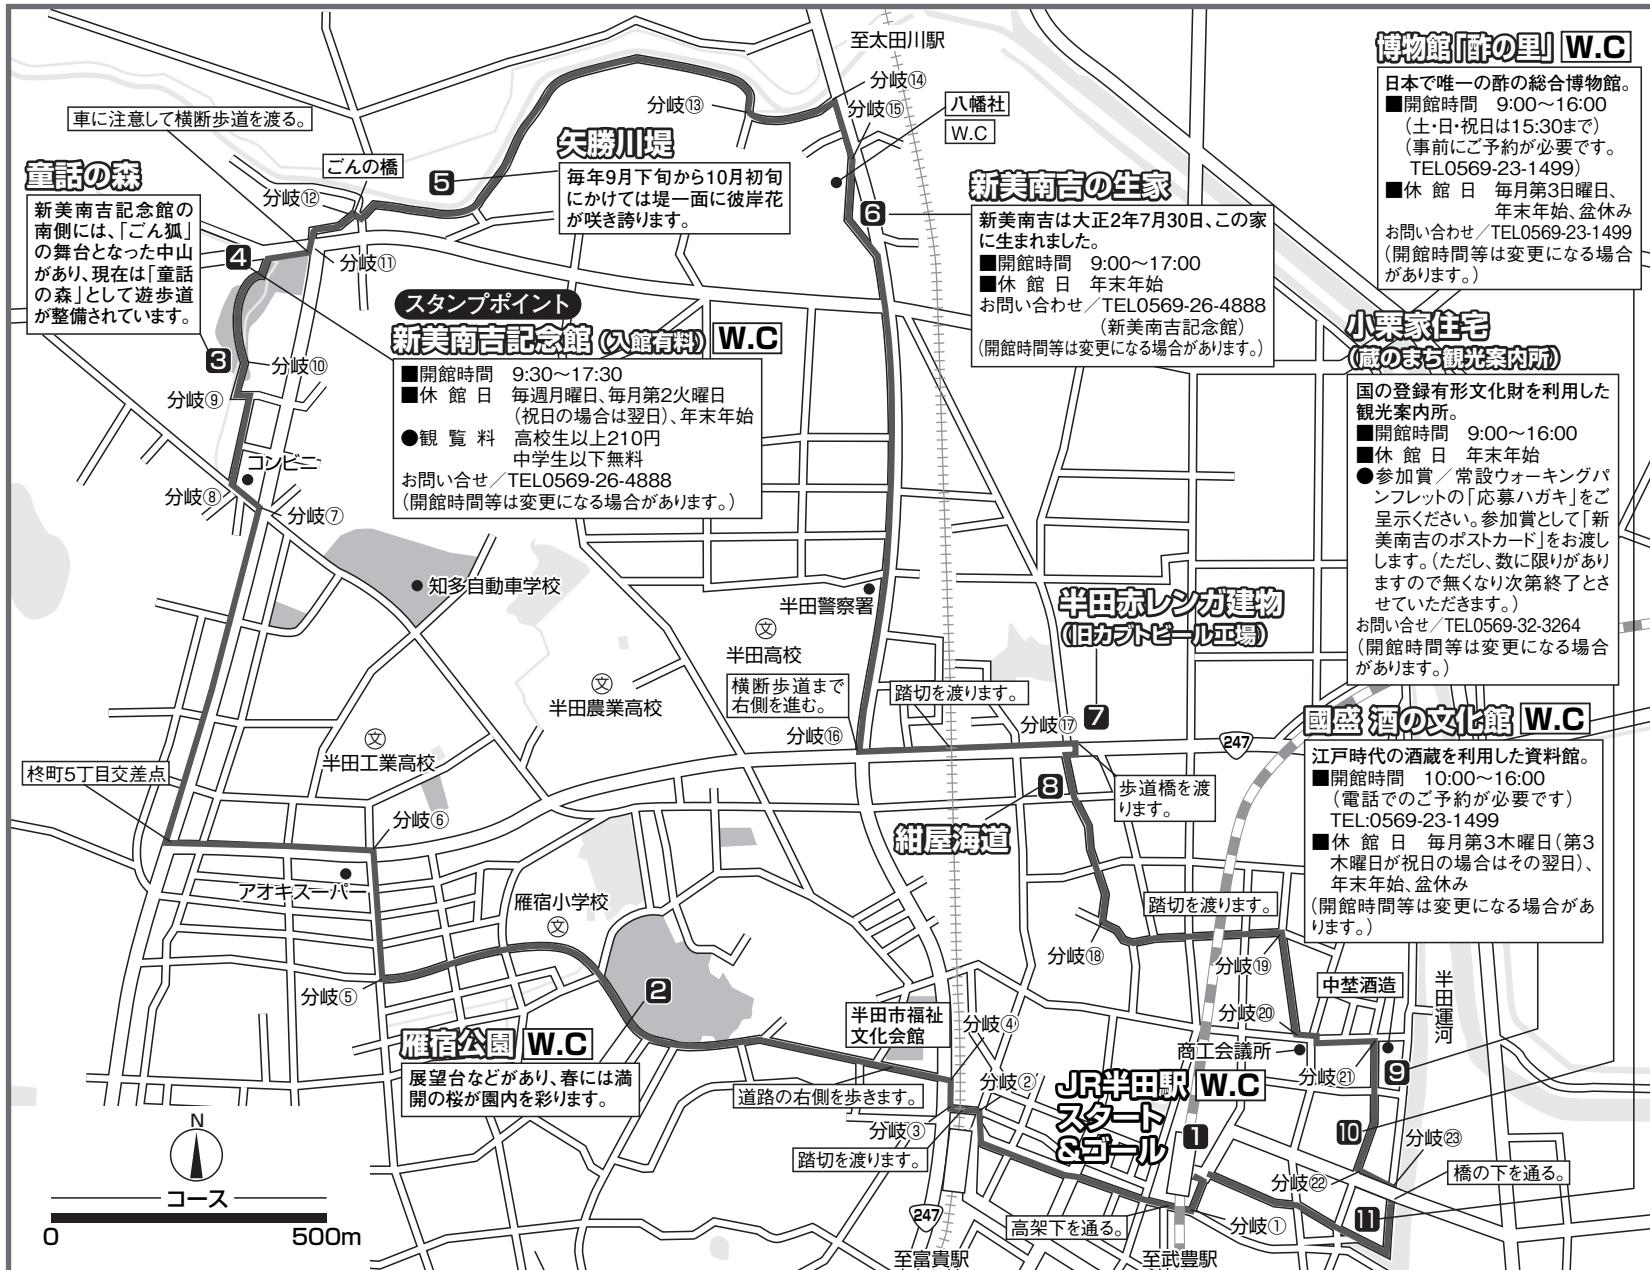 至太田川駅
分岐⑭
分岐⑬
分岐⑮
八幡社
W.C
車に注意して横断歩道を渡る。
ごんの橋
分岐⑫
分岐⑪
童話の森
新美南吉記念館の
南側には、「ごん狐」
の舞台となった中山
があり、現在は「童話
の森」として遊歩道
が整備されています。
5
矢勝川堤
毎年9月下旬から10月初旬
にかけては堤一面に彼岸花
が咲き誇ります。
6
新美南吉の生家
新美南吉は大正2年7月30日、この家
に生まれました。
■開館時間 9:00〜17:00
■休館日 年末年始
お問い合わせ／TEL0569-26-4888
(新美南吉記念館)
(開館時間等は変更になる場合があります。)
博物館「酢の里」 W.C
日本で唯一の酢の総合博物館。
■開館時間 9:00〜16:00
(土・日・祝日は15:30まで)
(事前にご予約が必要です。
TEL0569-23-1499)
■休館日 毎月第3日曜日、
年末年始、盆休み
お問い合わせ／TEL0569-23-1499
(開館時間等は変更になる場合
があります。)
4
3
分岐⑩
分岐⑨
コンビニ
分岐⑧
分岐⑦
スタンプポイント
新美南吉記念館 (入館有料) W.C
■開館時間 9:30〜17:30
■休館日 毎週月曜日、毎月第2火曜日
(祝日の場合は翌日)、年末年始
●観覧料 高校生以上210円
中学生以下無料
お問い合せ／TEL0569-26-4888
(開館時間等は変更になる場合があります。)
小栗家住宅
(蔵のまち観光案内所)
国の登録有形文化財を利用した
観光案内所。
■開館時間 9:00〜16:00
■休館日 年末年始
●参加賞／常設ウォーキングパ
ンフレットの「応募ハガキ」をご
呈示ください。参加賞として「新
美南吉のポストカード」をお渡し
します。(ただし、数に限りがあり
ますので無くなり次第終了とさ
せていただきます。)
お問い合せ／TEL0569-32-3264
(開館時間等は変更になる場合
があります。)
知多自動車学校
半田警察署
文
半田高校
文
半田農業高校
文
半田工業高校
横断歩道まで
右側を進む。
分岐⑯
踏切を渡ります。
半田赤レンガ建物
(旧カブトビール工場)
7
分岐⑰
247
歩道橋を渡
ります。
8
紺屋海道
國盛 酒の文化館 W.C
江戸時代の酒蔵を利用した資料館。
■開館時間 10:00〜16:00
(電話でのご予約が必要です)
TEL:0569-23-1499
■休館日 毎月第3木曜日(第3
木曜日が祝日の場合はその翌日)、
年末年始、盆休み
(開館時間等は変更になる場合があ
ります。)
柊町5丁目交差点
分岐⑥
アオキスーパー
雁宿小学校
文
分岐⑤
2
雁宿公園 W.C
展望台などがあり、春には満
開の桜が園内を彩ります。
半田市福祉
文化会館
分岐④
道路の右側を歩きます。
分岐②
分岐③
踏切を渡ります。
踏切を渡ります。
分岐⑱
分岐⑲
分岐⑳
中埜酒造
半田運河
商工会議所
分岐㉑
9
JR半田駅 W.C
スタート
&ゴール
1
10
分岐㉓
分岐㉒
橋の下を通る。
11
高架下を通る。
分岐①
247
至富貴駅
至武豊駅
N
コース
0 500m